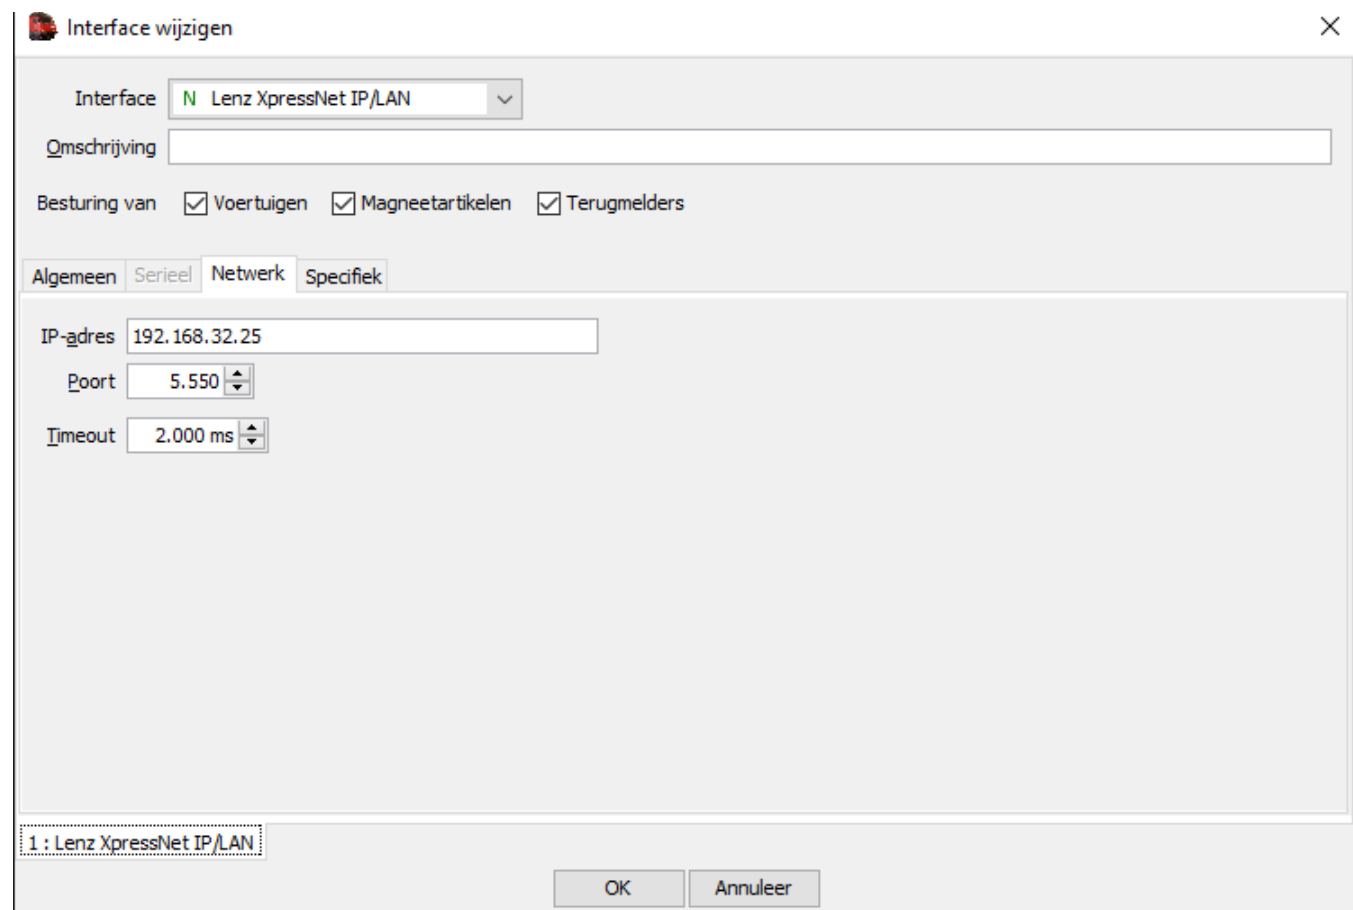 Interface wijzigen
Interface N Lenz XpressNet IP/LAN
Omschrijving
Besturing van Voertuigen Magneetartikelen Terugmelders
Algemeen Serieel Netwerk Specifiek
IP-adres 192.168.32.25
Poort 5.550
Timeout 2.000 ms
1 : Lenz XpressNet IP/LAN
OK Annuleer